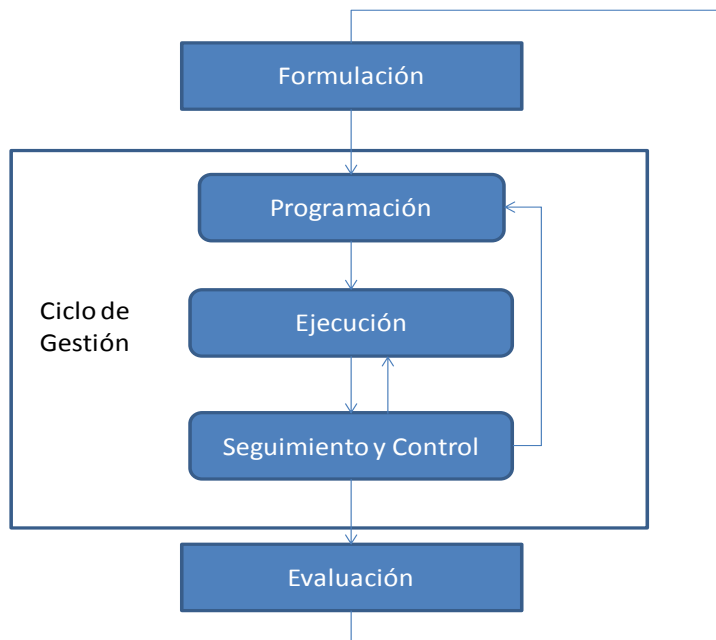 Formulación
Programación
Ciclo de
Gestión
Ejecución
Seguimiento y Control
Evaluación